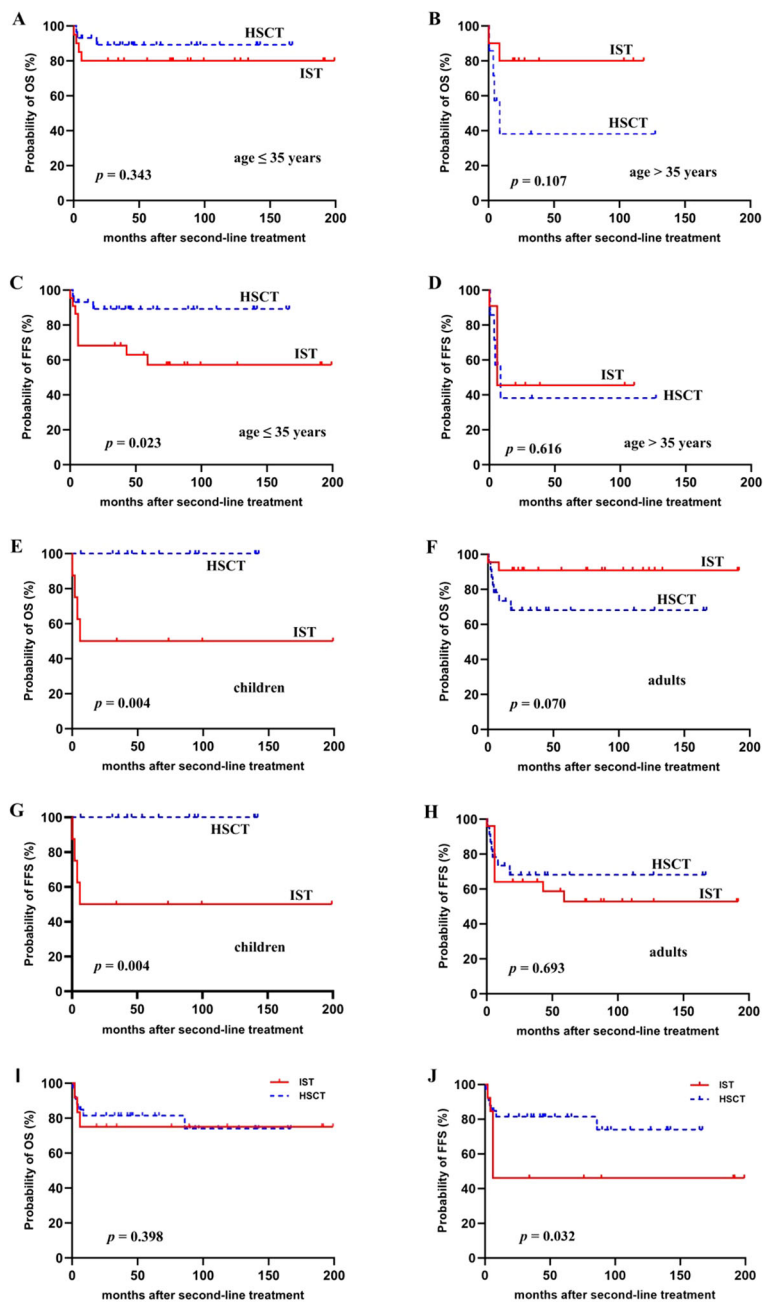 A
Probability of OS (%)
100
80
60
40
20
0
HSCT
IST
age ≤ 35 years
p = 0.343
0 50 100 150 200
months after second-line treatment
B
Probability of OS (%)
100
80
60
40
20
0
IST
HSCT
age > 35 years
p = 0.107
0 50 100 150 200
months after second-line treatment
C
Probability of FFS (%)
100
80
60
40
20
0
HSCT
IST
age ≤ 35 years
p = 0.023
0 50 100 150 200
months after second-line treatment
D
Probability of FFS (%)
100
80
60
40
20
0
IST
HSCT
age > 35 years
p = 0.616
0 50 100 150 200
months after second-line treatment
E
Probability of OS (%)
100
80
60
40
20
0
HSCT
IST
children
p = 0.004
0 50 100 150 200
months after second-line treatment
F
Probability of OS (%)
100
80
60
40
20
0
IST
HSCT
adults
p = 0.070
0 50 100 150 200
months after second-line treatment
G
Probability of FFS (%)
100
80
60
40
20
0
HSCT
IST
children
p = 0.004
0 50 100 150 200
months after second-line treatment
H
Probability of FFS (%)
100
80
60
40
20
0
HSCT
IST
adults
p = 0.693
0 50 100 150 200
months after second-line treatment
I
Probability of OS (%)
100
80
60
40
20
0
IST
HSCT
p = 0.398
0 50 100 150 200
months after second-line treatment
J
Probability of FFS (%)
100
80
60
40
20
0
IST
HSCT
p = 0.032
0 50 100 150 200
months after second-line treatment